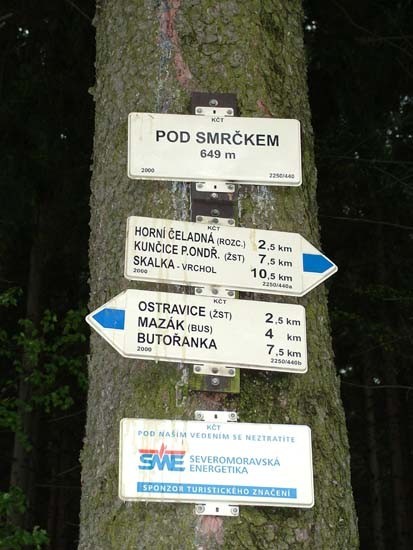 KČT
POD SMRČKEM
649 m
2000 2250/440
KČT
HORNÍ ČELADNÁ (ROZC.) 2,5 km
KUNČICE P.ONDŘ. (ŽST) 7,5 km
SKALKA - VRCHOL 10,5 km
2000 2250/440a
KČT
OSTRAVICE (ŽST) 2,5 km
MAZÁK (BUS) 4 km
BUTOŘANKA 7,5 km
2000 2250/440b
KČT
POD NAŠIM VEDENIM SE NEZTRATÍTE
SME SEVEROMORAVSKÁ
ENERGETIKA
SPONZOR TURISTICKÉHO ZNAČENÍ